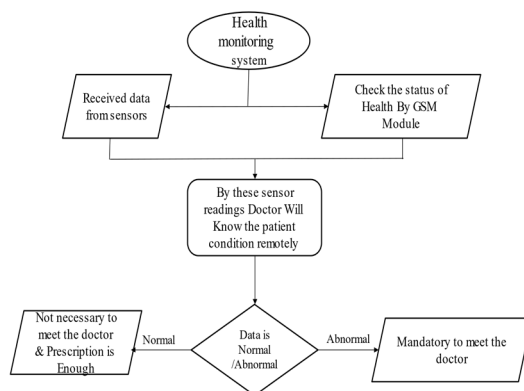 Health
monitoring
system
Received data
from sensors
Check the status of
Health By GSM
Module
By these sensor
readings Doctor Will
Know the patient
condition remotely
Not necessary to
meet the doctor
& Prescription is
Enough
Normal
Data is
Normal
/Abnormal
Abnormal
Mandatory to meet the
doctor